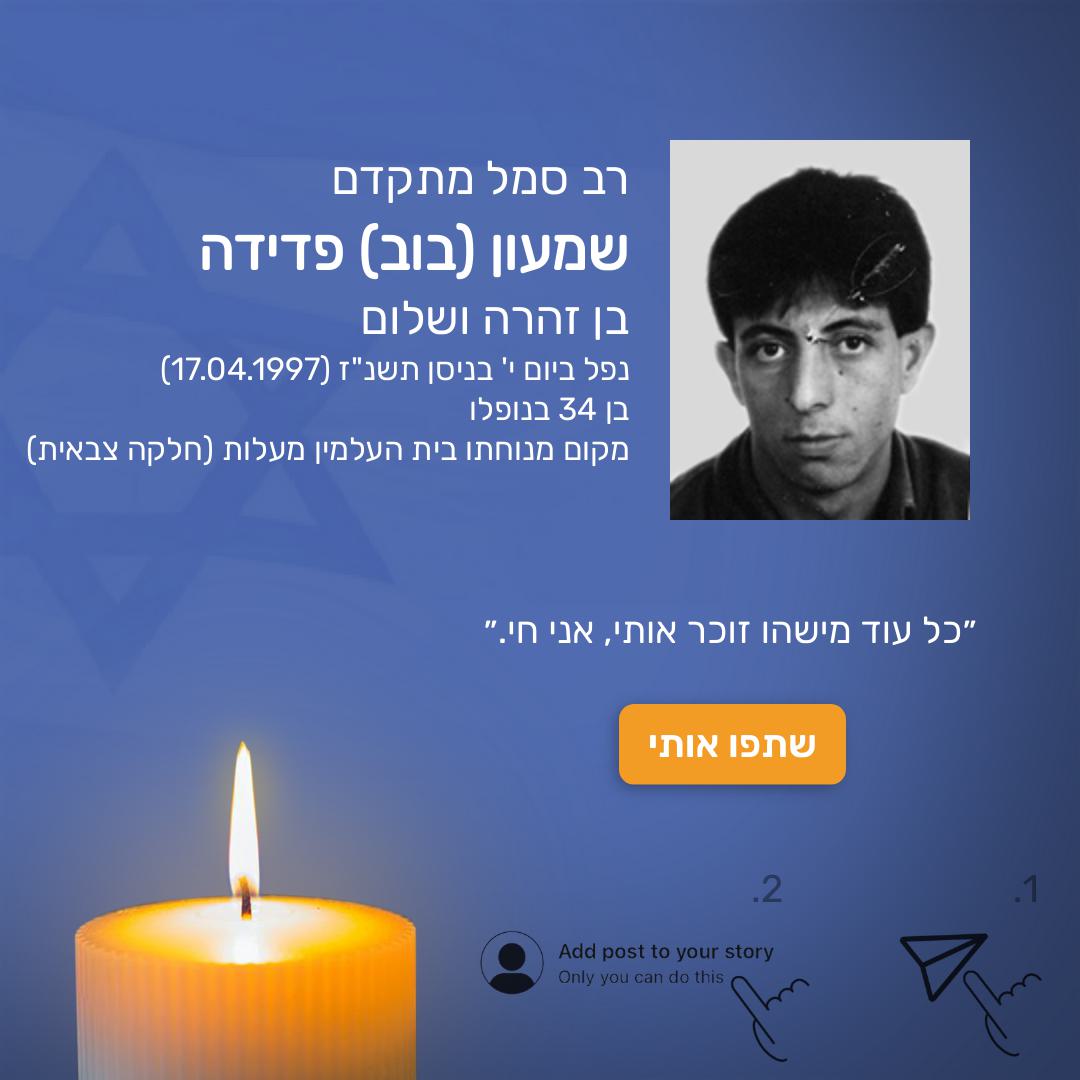 רב סמל מתקדם
שמעון (בוב) פדידה
בן זהרה ושלום
נפל ביום י' בניסן תשנ"ז (17.04.1997)
בן 34 בנופלו
מקום מנוחתו בית העלמין מעלות (חלקה צבאית)
״כל עוד מישהו זוכר אותי, אני חי.״
שתפו אותי
1.
2.
Add post to your story
Only you can do this